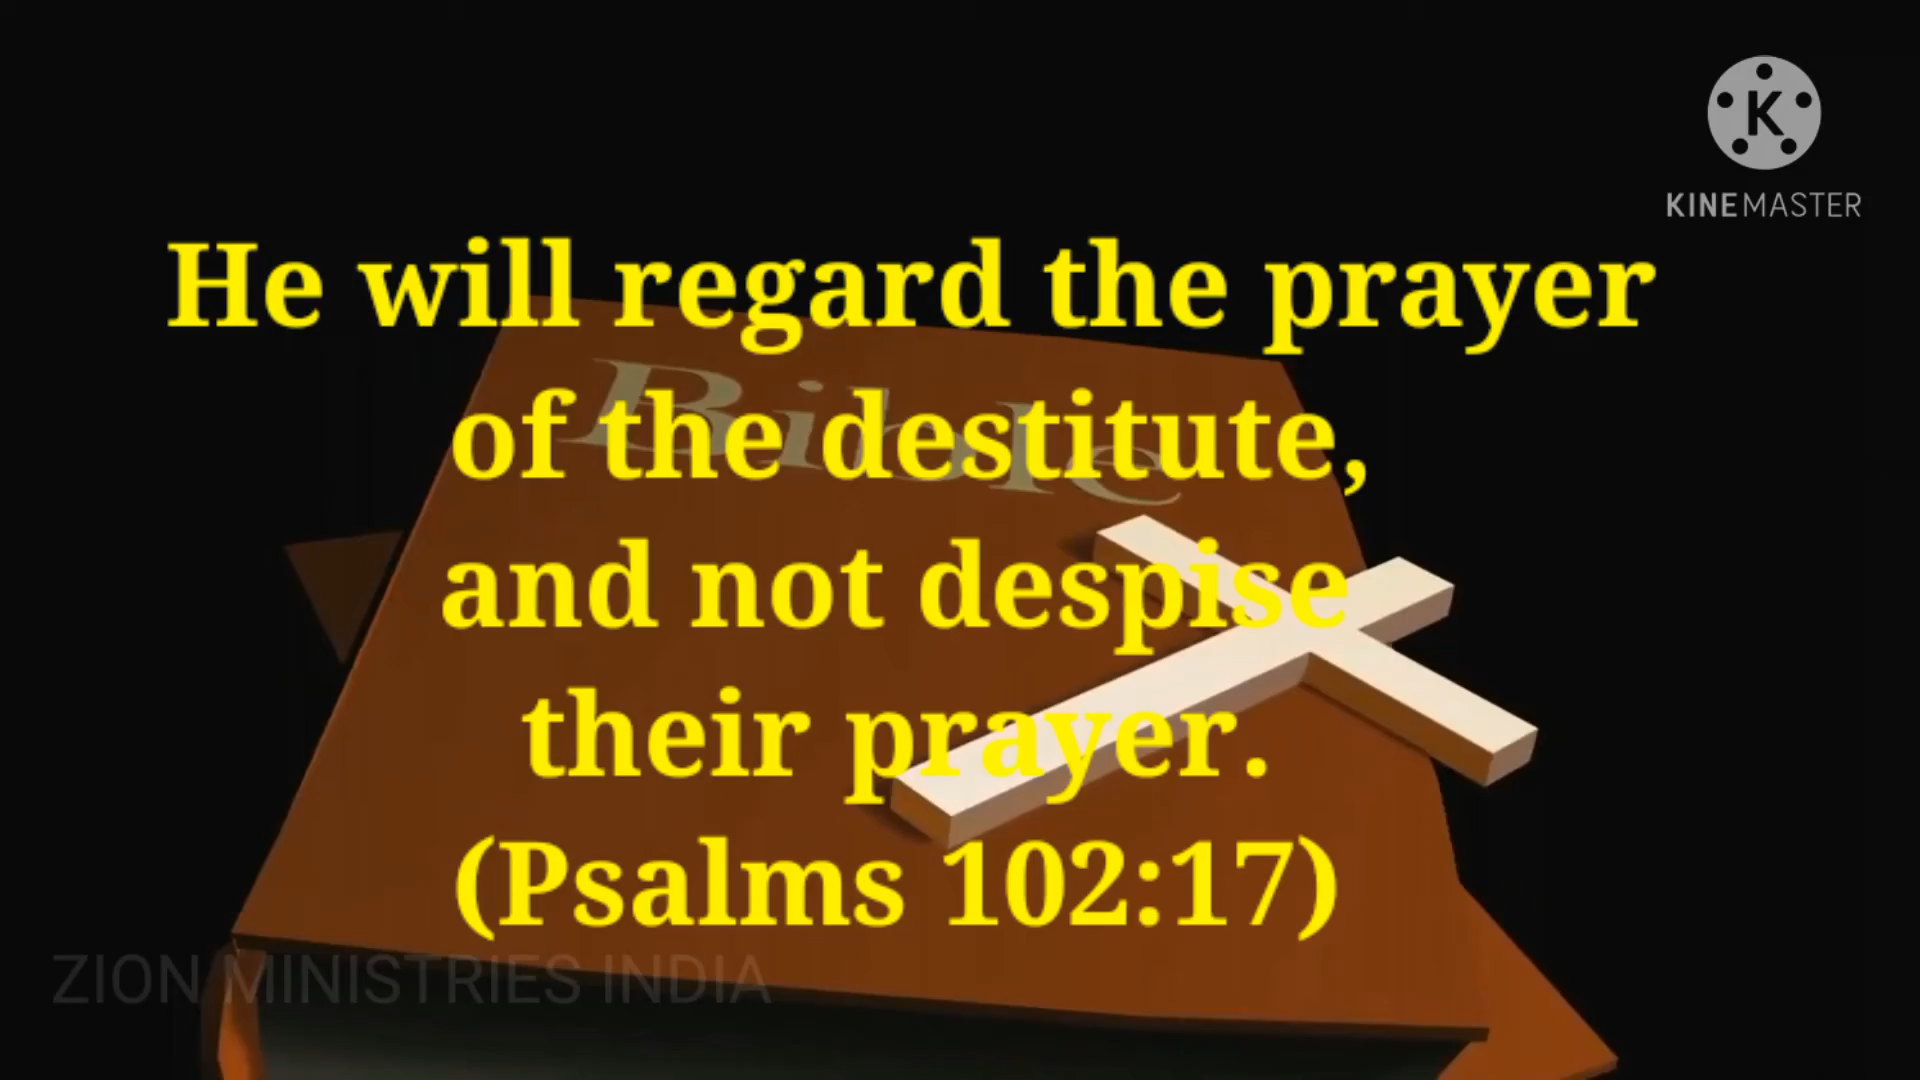 KINEMASTER
He will regard the prayer
Bible
of the destitute,
and not despise
their prayer.
(Psalms 102:17)
ZION MINISTRIES INDIA